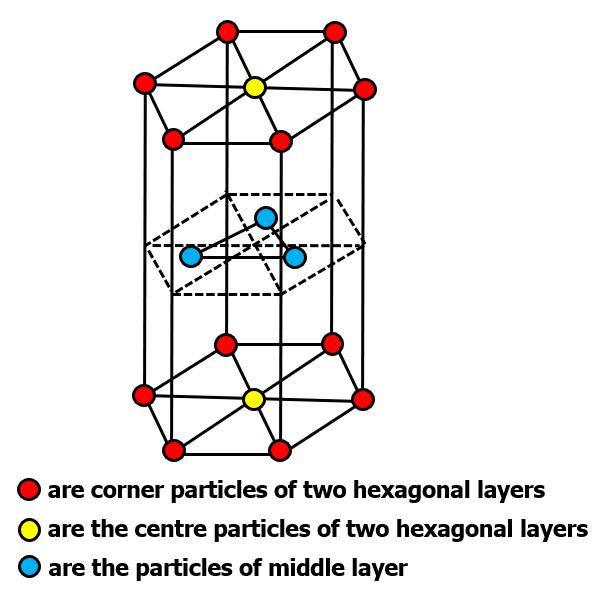 are corner particles of two hexagonal layers
are the centre particles of two hexagonal layers
are the particles of middle layer